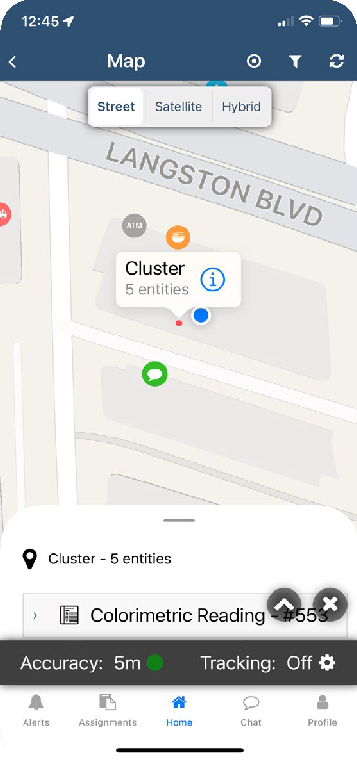 12:45
Map
Street Satellite Hybrid
LANGSTON BLVD
ATM
Cluster
5 entities
Cluster - 5 entities
Colorimetric Reading - #553
Accuracy: 5m Tracking: Off
Alerts Assignments Home Chat Profile